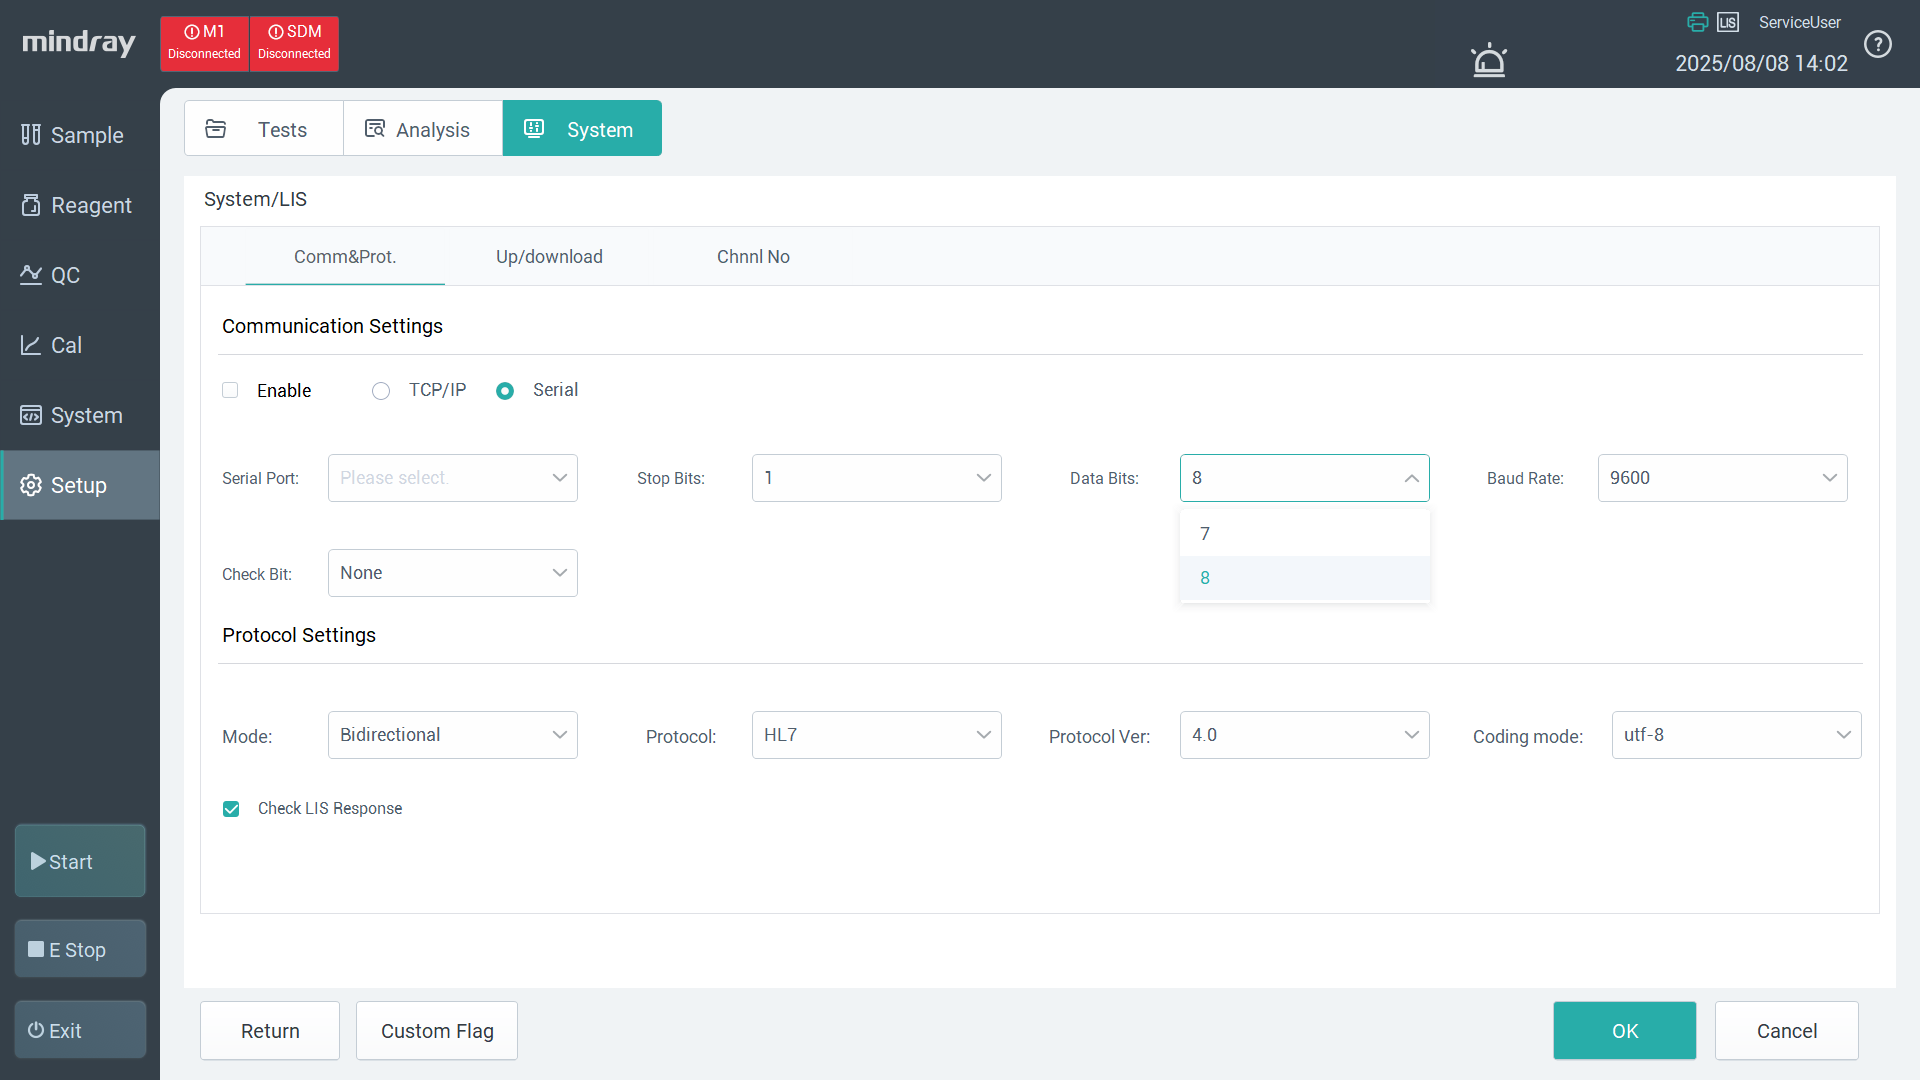 mindray
M1
Disconnected
SDM
Disconnected
LIS
ServiceUser
2025/08/08 14:02
?
Sample
Reagent
QC
Cal
System
Setup
Start
E Stop
Exit
Tests
Analysis
System
System/LIS
Comm&Prot.
Up/download
Chnnl No
Communication Settings
Enable
TCP/IP
Serial
Serial Port:
Please select.
Stop Bits:
1
Data Bits:
8
Baud Rate:
9600
7
8
Check Bit:
None
Protocol Settings
Mode:
Bidirectional
Protocol:
HL7
Protocol Ver:
4.0
Coding mode:
utf-8
Check LIS Response
Return
Custom Flag
OK
Cancel